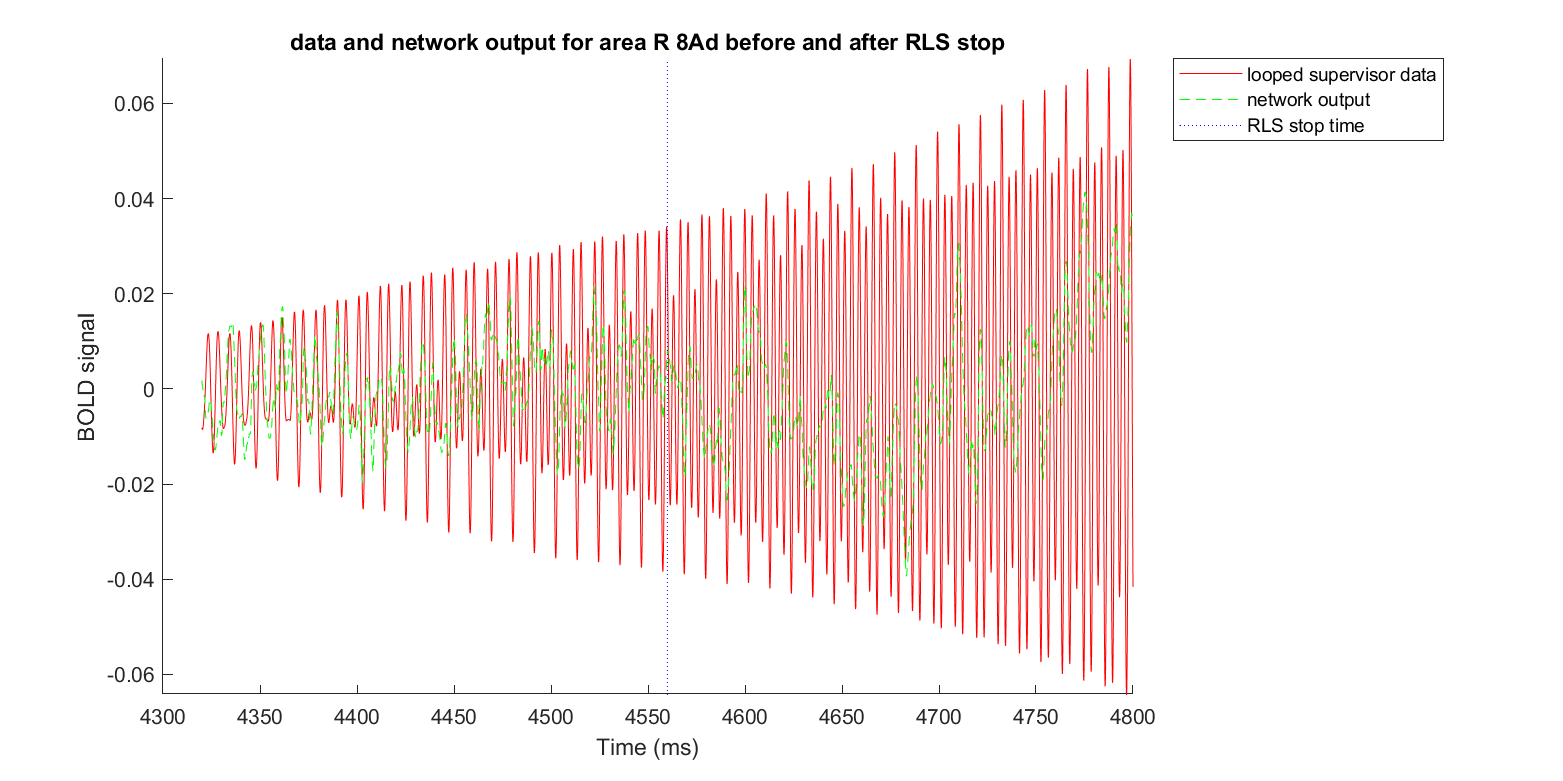 data and network output for area R 8Ad before and after RLS stop
looped supervisor data
network output
RLS stop time
BOLD signal
0.06
0.04
0.02
0
-0.02
-0.04
-0.06
4300 4350 4400 4450 4500 4550 4600 4650 4700 4750 4800
Time (ms)